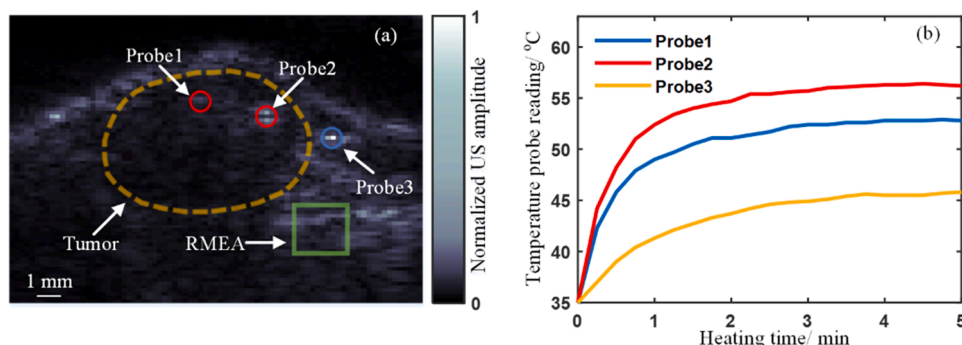 (a)
Probe1
Probe2
Probe3
Tumor
RMEA
1 mm
1
0
Normalized US amplitude
(b)
Probe1
Probe2
Probe3
60
55
50
45
40
35
0 1 2 3 4 5
Temperature probe reading/ °C
Heating time/ min